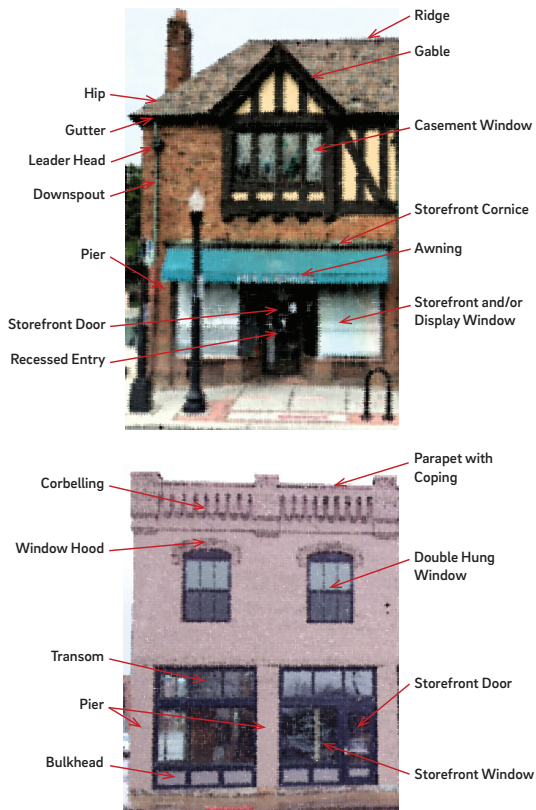 Ridge
Gable
Hip
Gutter
Casement Window
Leader Head
Downspout
Storefront Cornice
Awning
Pier
Storefront and/or
Display Window
Storefront Door
Recessed Entry
Parapet with
Coping
Corbelling
Window Hood
Double Hung
Window
Transom
Storefront Door
Pier
Bulkhead
Storefront Window